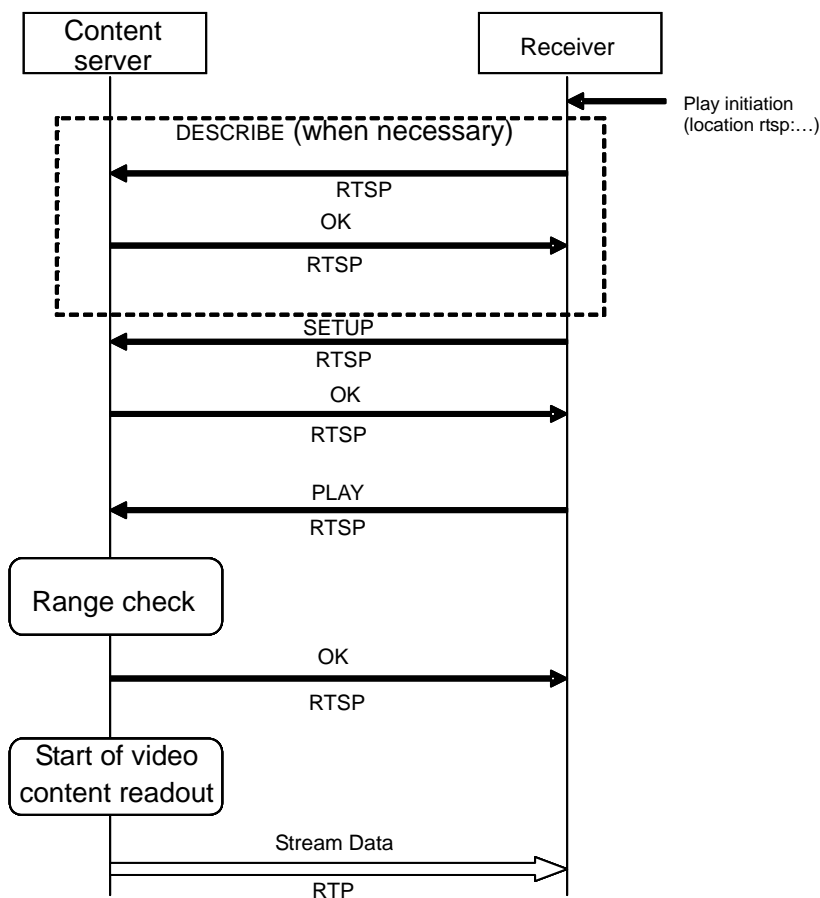 Content
server
Receiver
Play initiation
(location rtsp:…)
DESCRIBE (when necessary)
RTSP
OK
RTSP
SETUP
RTSP
OK
RTSP
PLAY
RTSP
Range check
OK
RTSP
Start of video
content readout
Stream Data
RTP